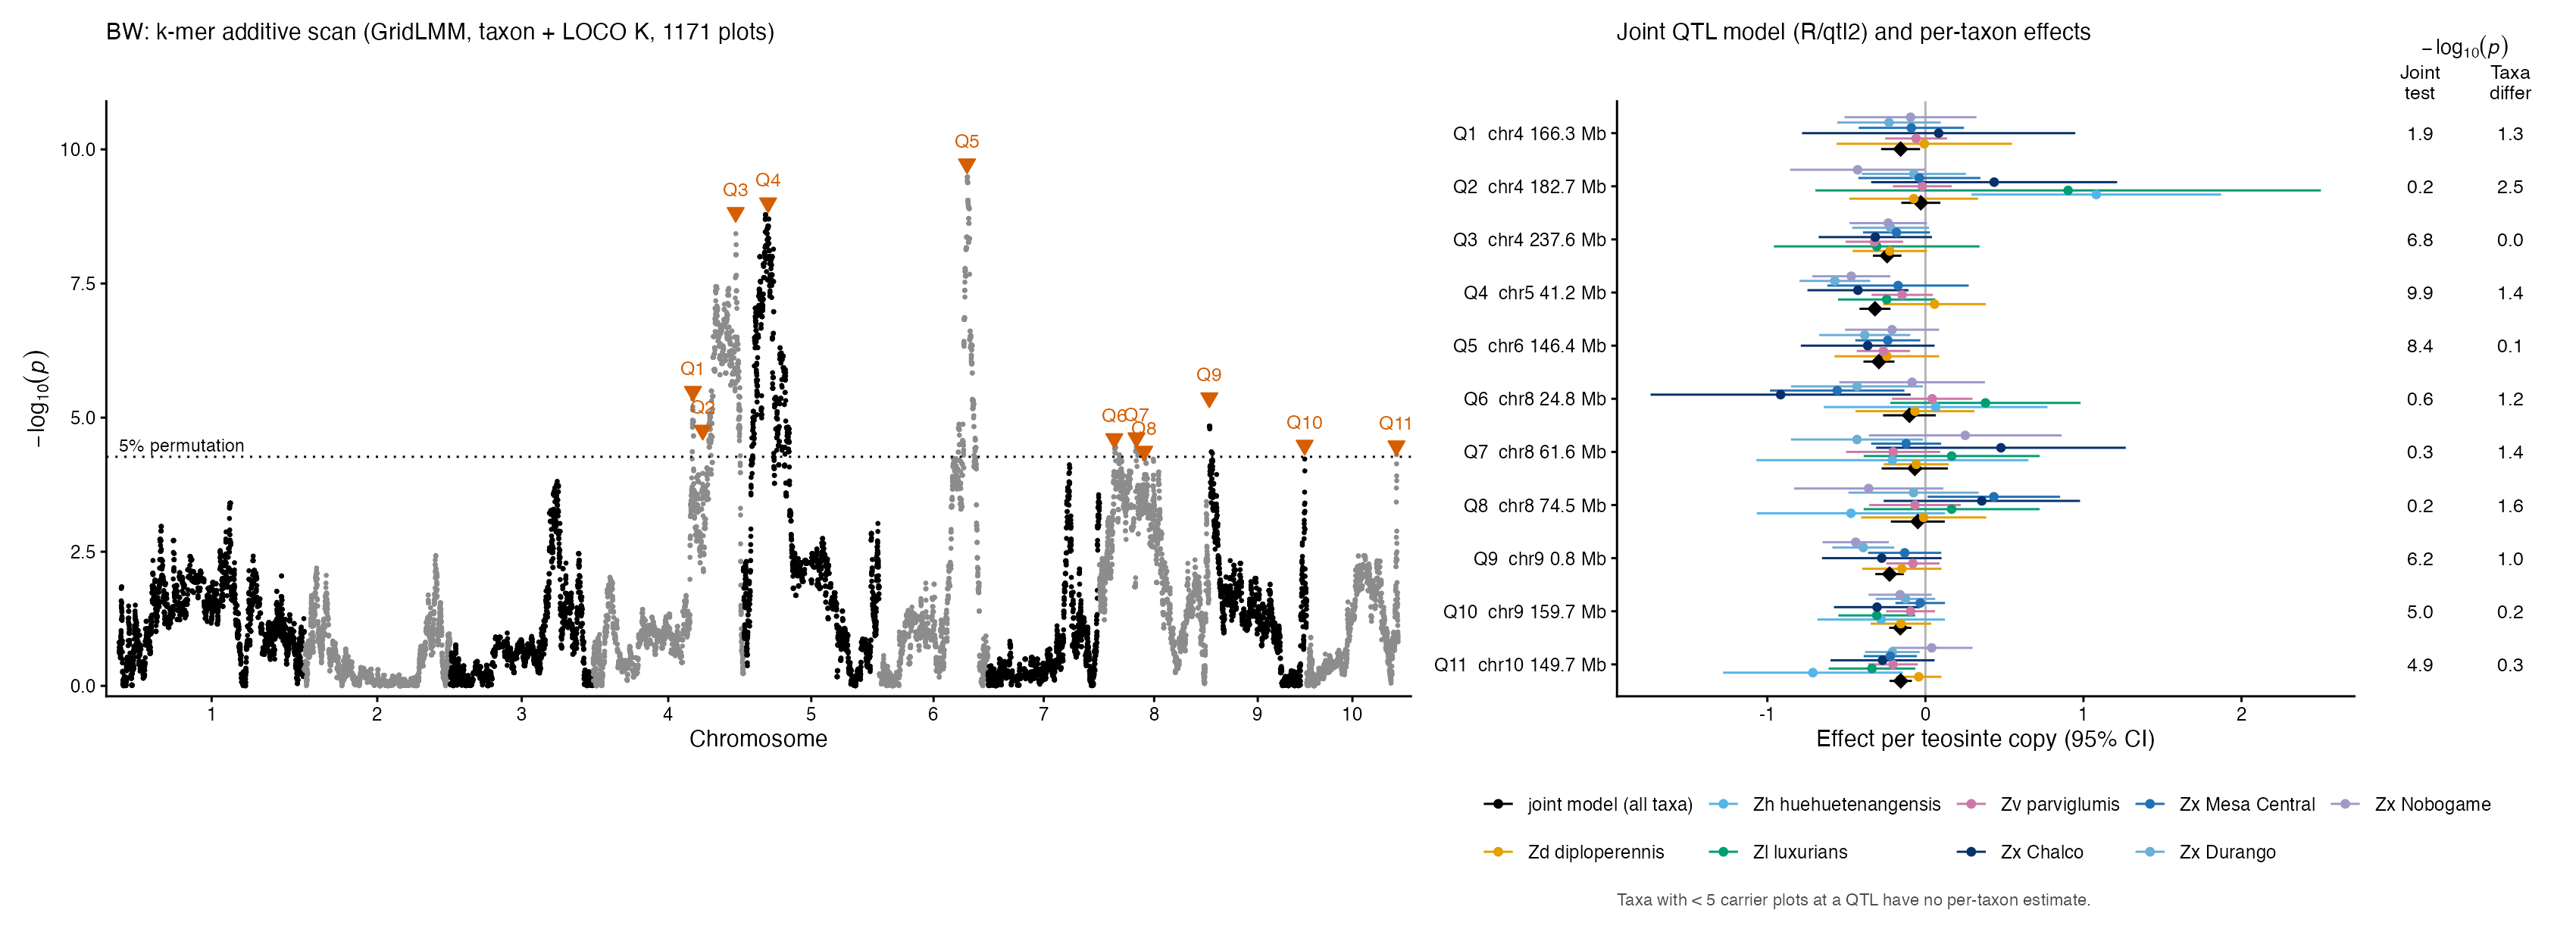 BW: k-mer additive scan (GridLMM, taxon + LOCO K, 1171 plots)
−log10(p)
10.0
7.5
5.0
2.5
0.0
5% permutation
Q1
Q2
Q3
Q4
Q5
Q6
Q7
Q8
Q9
Q10
Q11
1 2 3 4 5 6 7 8 9 10
Chromosome
Joint QTL model (R/qtl2) and per-taxon effects
−log10(p)
Joint test
Taxa differ
Q1 chr4 166.3 Mb 1.9 1.3
Q2 chr4 182.7 Mb 0.2 2.5
Q3 chr4 237.6 Mb 6.8 0.0
Q4 chr5 41.2 Mb 9.9 1.4
Q5 chr6 146.4 Mb 8.4 0.1
Q6 chr8 24.8 Mb 0.6 1.2
Q7 chr8 61.6 Mb 0.3 1.4
Q8 chr8 74.5 Mb 0.2 1.6
Q9 chr9 0.8 Mb 6.2 1.0
Q10 chr9 159.7 Mb 5.0 0.2
Q11 chr10 149.7 Mb 4.9 0.3
-1 0 1 2
Effect per teosinte copy (95% CI)
joint model (all taxa) Zh huehuetenangensis Zv parviglumis Zx Mesa Central Zx Nobogame
Zd diploperennis Zl luxurians Zx Chalco Zx Durango
Taxa with < 5 carrier plots at a QTL have no per-taxon estimate.